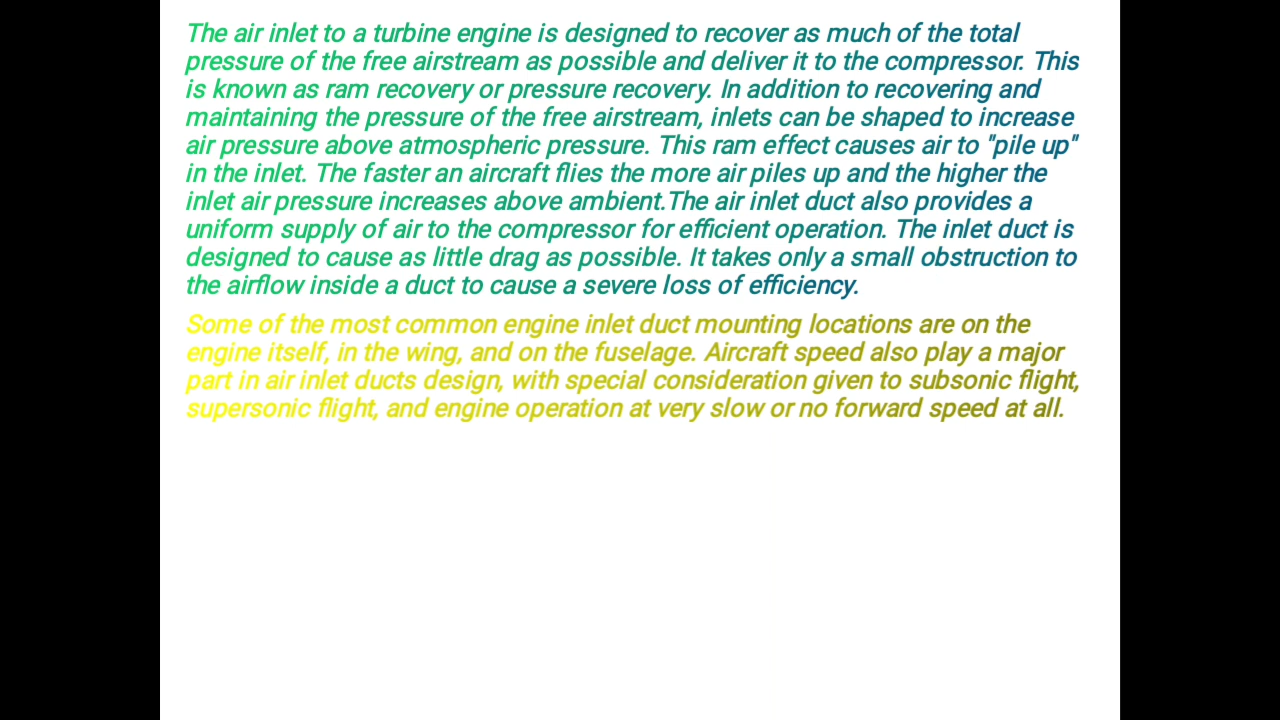 The air inlet to a turbine engine is designed to recover as much of the total
pressure of the free airstream as possible and deliver it to the compressor. This
is known as ram recovery or pressure recovery. In addition to recovering and
maintaining the pressure of the free airstream, inlets can be shaped to increase
air pressure above atmospheric pressure. This ram effect causes air to "pile up"
in the inlet. The faster an aircraft flies the more air piles up and the higher the
inlet air pressure increases above ambient.The air inlet duct also provides a
uniform supply of air to the compressor for efficient operation. The inlet duct is
designed to cause as little drag as possible. It takes only a small obstruction to
the airflow inside a duct to cause a severe loss of efficiency.
Some of the most common engine inlet duct mounting locations are on the
engine itself, in the wing, and on the fuselage. Aircraft speed also play a major
part in air inlet ducts design, with special consideration given to subsonic flight,
supersonic flight, and engine operation at very slow or no forward speed at all.